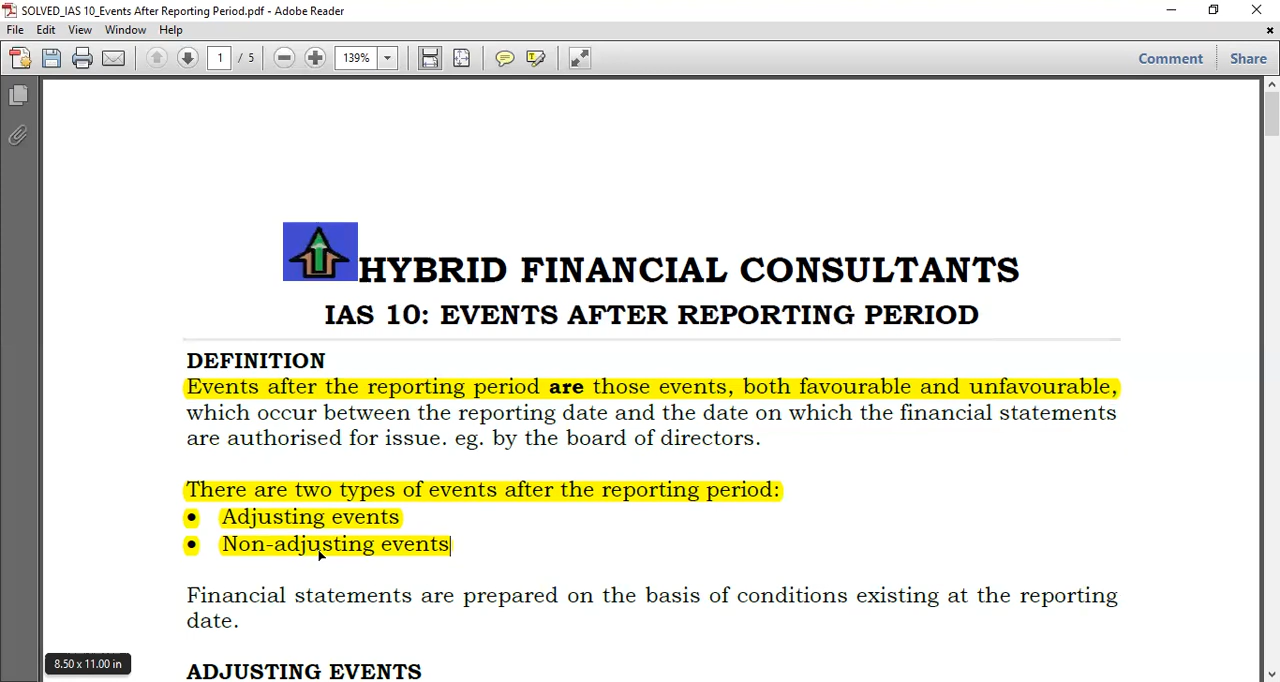 SOLVED_IAS 10_Events After Reporting Period.pdf - Adobe Reader
File Edit View Window Help
1 / 5 139% Comment Share
HYBRID FINANCIAL CONSULTANTS
IAS 10: EVENTS AFTER REPORTING PERIOD
DEFINITION
Events after the reporting period are those events, both favourable and unfavourable,
which occur between the reporting date and the date on which the financial statements
are authorised for issue. eg. by the board of directors.
There are two types of events after the reporting period:
• Adjusting events
• Non-adjusting events
Financial statements are prepared on the basis of conditions existing at the reporting
date.
8.50 x 11.00 in
ADJUSTING EVENTS